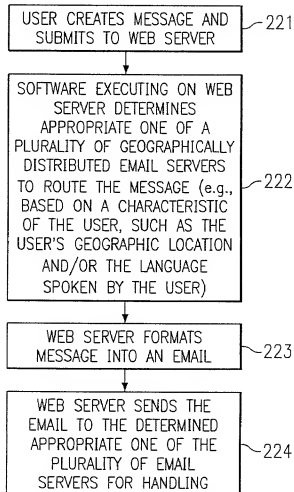 USER CREATES MESSAGE AND
SUBMITS TO WEB SERVER
221
SOFTWARE EXECUTING ON WEB
SERVER DETERMINES
APPROPRIATE ONE OF A
PLURALITY OF GEOGRAPHICALLY
DISTRIBUTED EMAIL SERVERS
TO ROUTE THE MESSAGE (e.g.,
BASED ON A CHARACTERISTIC
OF THE USER, SUCH AS THE
USER'S GEOGRAPHIC LOCATION
AND/OR THE LANGUAGE
SPOKEN BY THE USER)
222
WEB SERVER FORMATS
MESSAGE INTO AN EMAIL
223
WEB SERVER SENDS THE
EMAIL TO THE DETERMINED
APPROPRIATE ONE OF THE
PLURALITY OF EMAIL
SERVERS FOR HANDLING
224